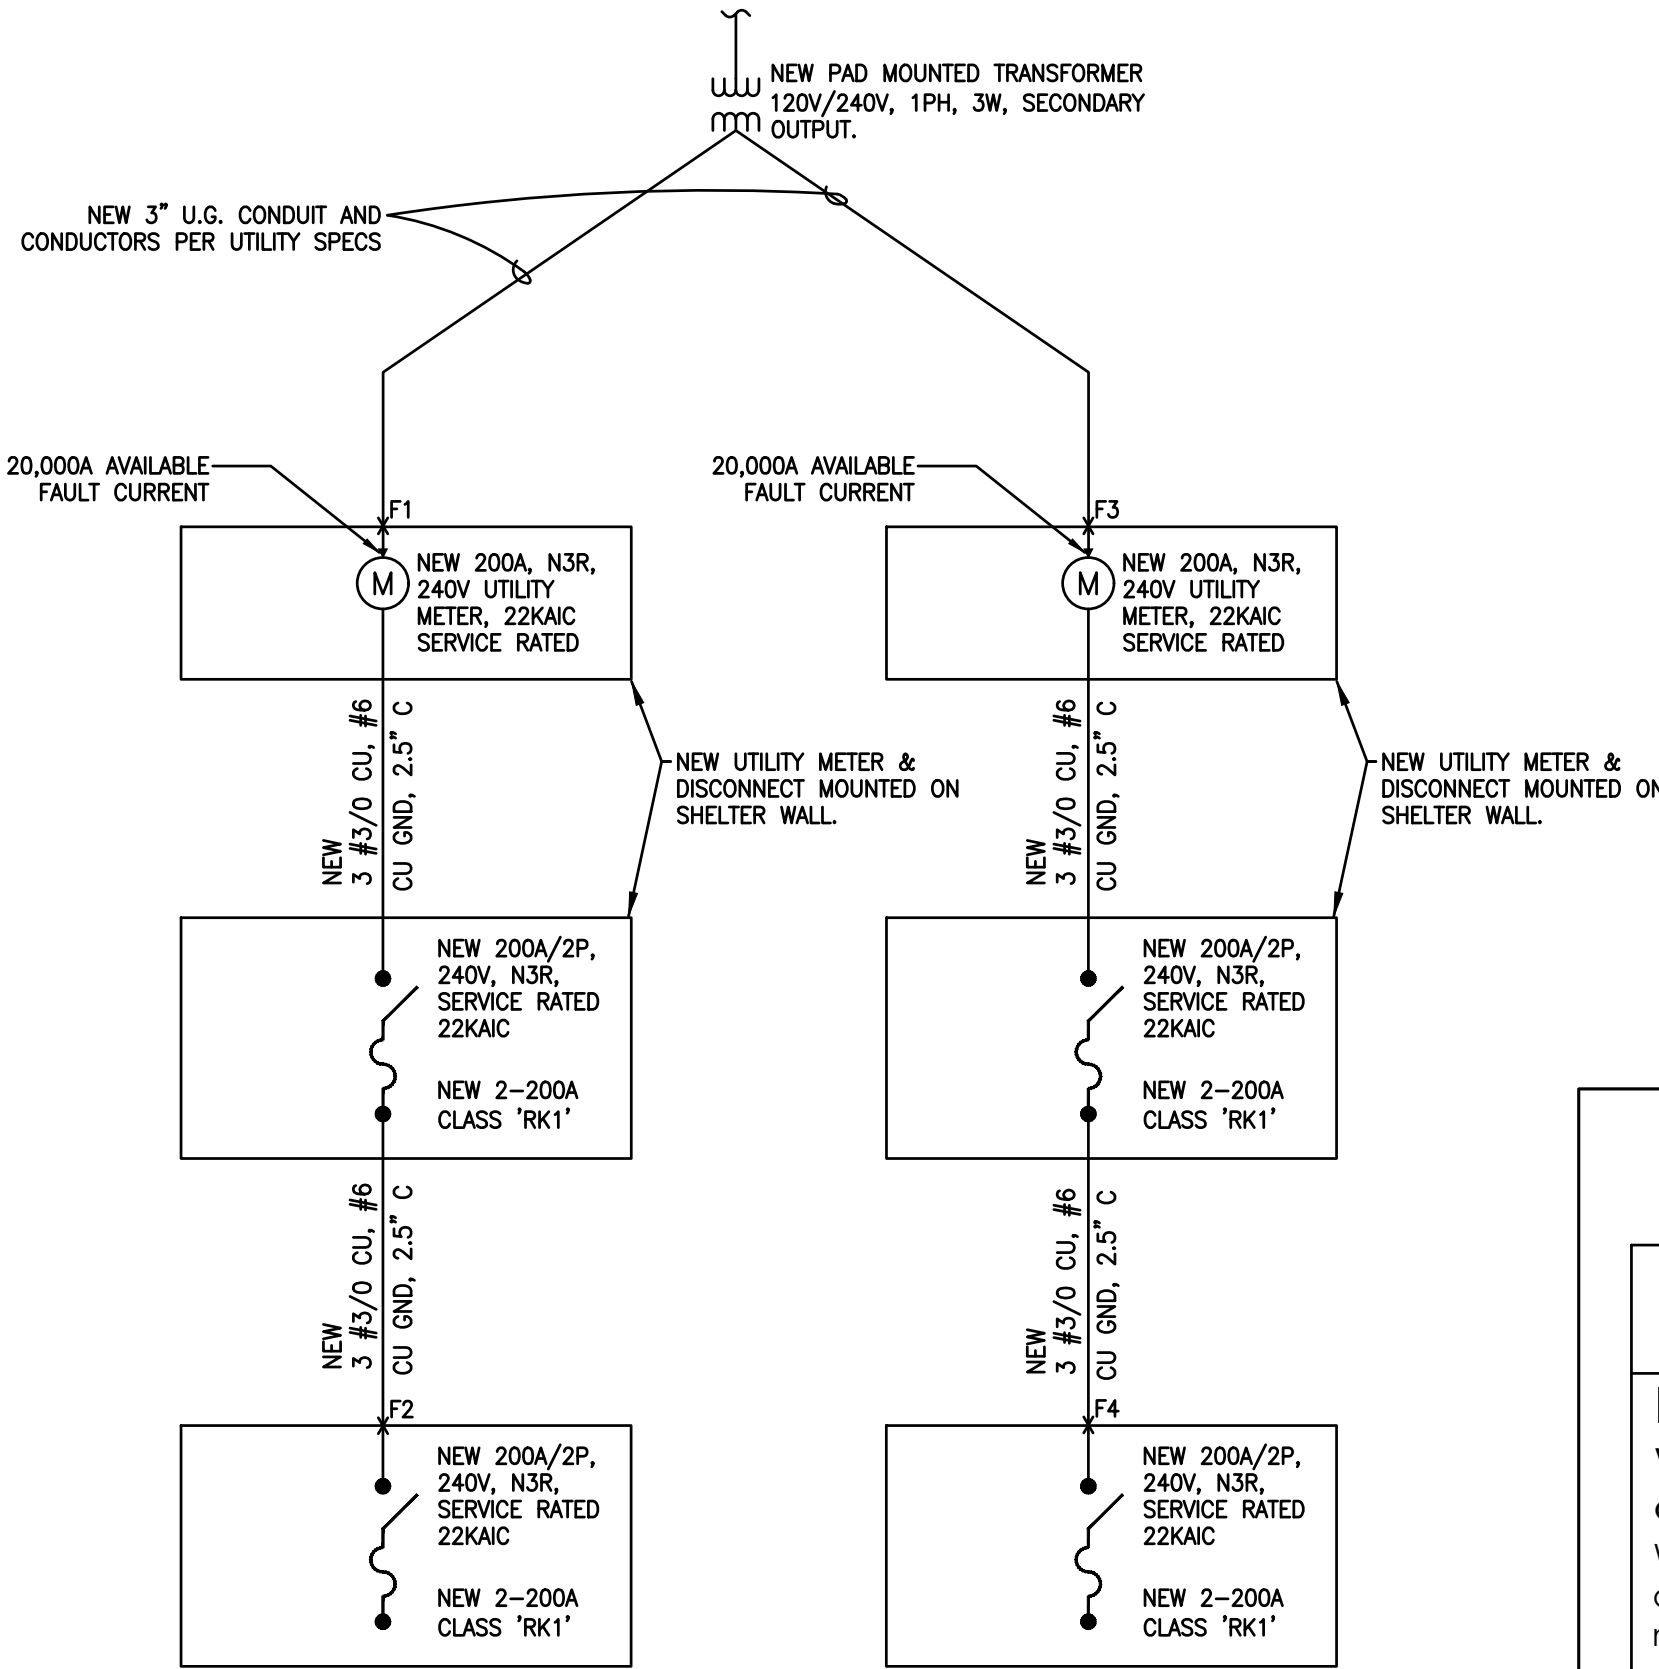 NEW PAD MOUNTED TRANSFORMER
120V/240V, 1PH, 3W, SECONDARY
OUTPUT.
NEW 3" U.G. CONDUIT AND
CONDUCTORS PER UTILITY SPECS
20,000A AVAILABLE
FAULT CURRENT
F1
M
NEW 200A, N3R,
240V UTILITY
METER, 22KAIC
SERVICE RATED
20,000A AVAILABLE
FAULT CURRENT
F3
M
NEW 200A, N3R,
240V UTILITY
METER, 22KAIC
SERVICE RATED
NEW
3 #3/0 CU, #6
CU GND, 2.5" C
NEW UTILITY METER &
DISCONNECT MOUNTED ON
SHELTER WALL.
NEW
3 #3/0 CU, #6
CU GND, 2.5" C
NEW UTILITY METER &
DISCONNECT MOUNTED ON
SHELTER WALL.
NEW 200A/2P,
240V, N3R,
SERVICE RATED
22KAIC
NEW 2-200A
CLASS 'RK1'
NEW 200A/2P,
240V, N3R,
SERVICE RATED
22KAIC
NEW 2-200A
CLASS 'RK1'
NEW
3 #3/0 CU, #6
CU GND, 2.5" C
NEW
3 #3/0 CU, #6
CU GND, 2.5" C
F2
NEW 200A/2P,
240V, N3R,
SERVICE RATED
22KAIC
NEW 2-200A
CLASS 'RK1'
F4
NEW 200A/2P,
240V, N3R,
SERVICE RATED
22KAIC
NEW 2-200A
CLASS 'RK1'